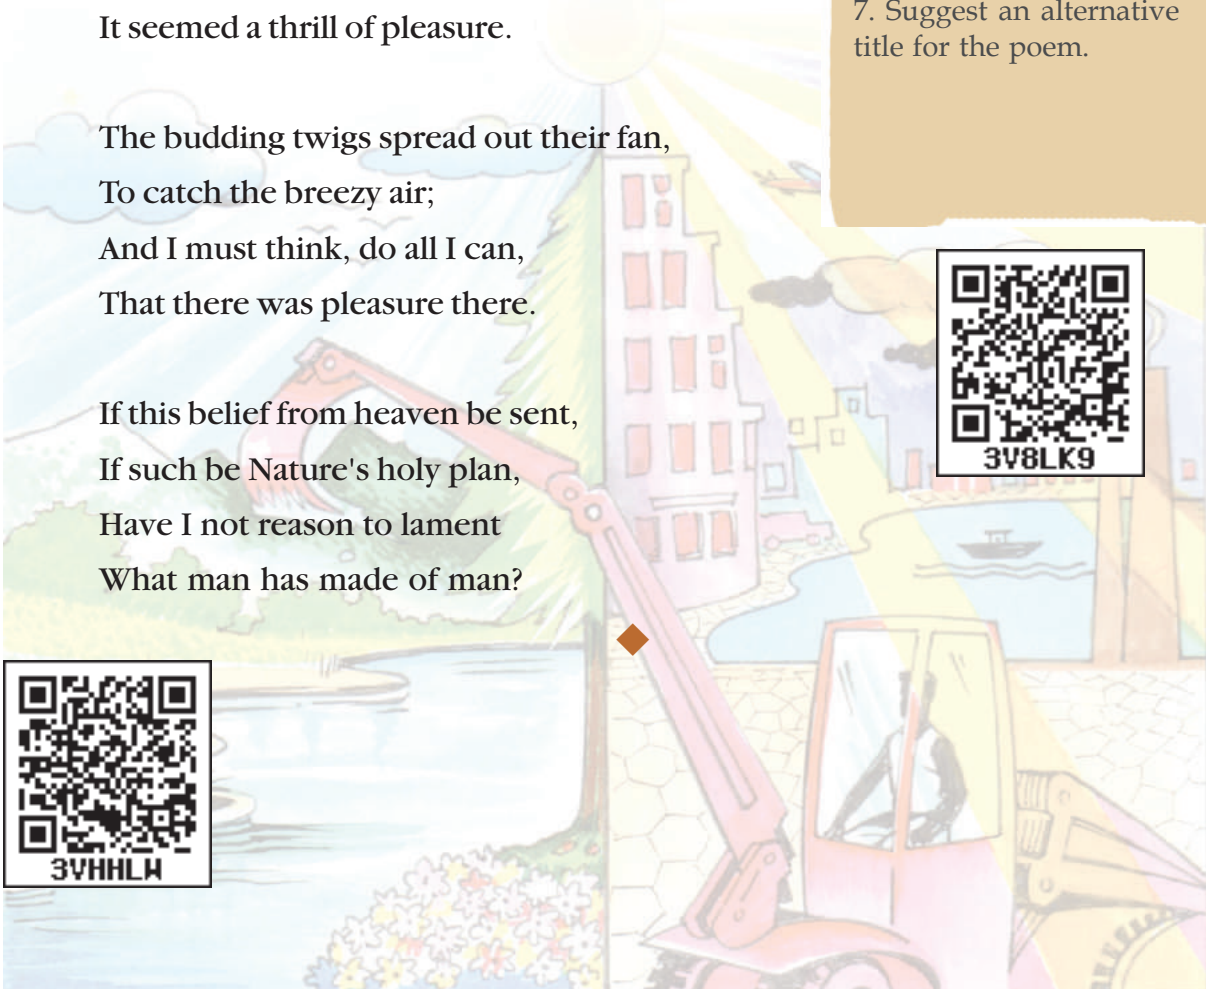 It seemed a thrill of pleasure.
The budding twigs spread out their fan,
To catch the breezy air;
And I must think, do all I can,
That there was pleasure there.
If this belief from heaven be sent,
If such be Nature's holy plan,
Have I not reason to lament
What man has made of man?
7. Suggest an alternative
title for the poem.
3V8LK9
3VHHLW